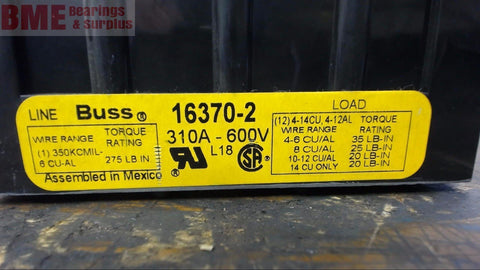 BME Bearings & Surplus
LINE Buss® 16370-2 LOAD
310A - 600V
WIRE RANGE TORQUE RATING
(1) 350KCMIL- 6 CU-AL 275 LB IN
Assembled in Mexico
UR® L18 SA®
(12) 4-14CU, 4-12AL
WIRE RANGE TORQUE RATING
4-6 CU/AL 35 LB-IN
8 CU/AL 25 LB-IN
10-12 CU/AL 20 LB-IN
14 CU ONLY 20 LB-IN